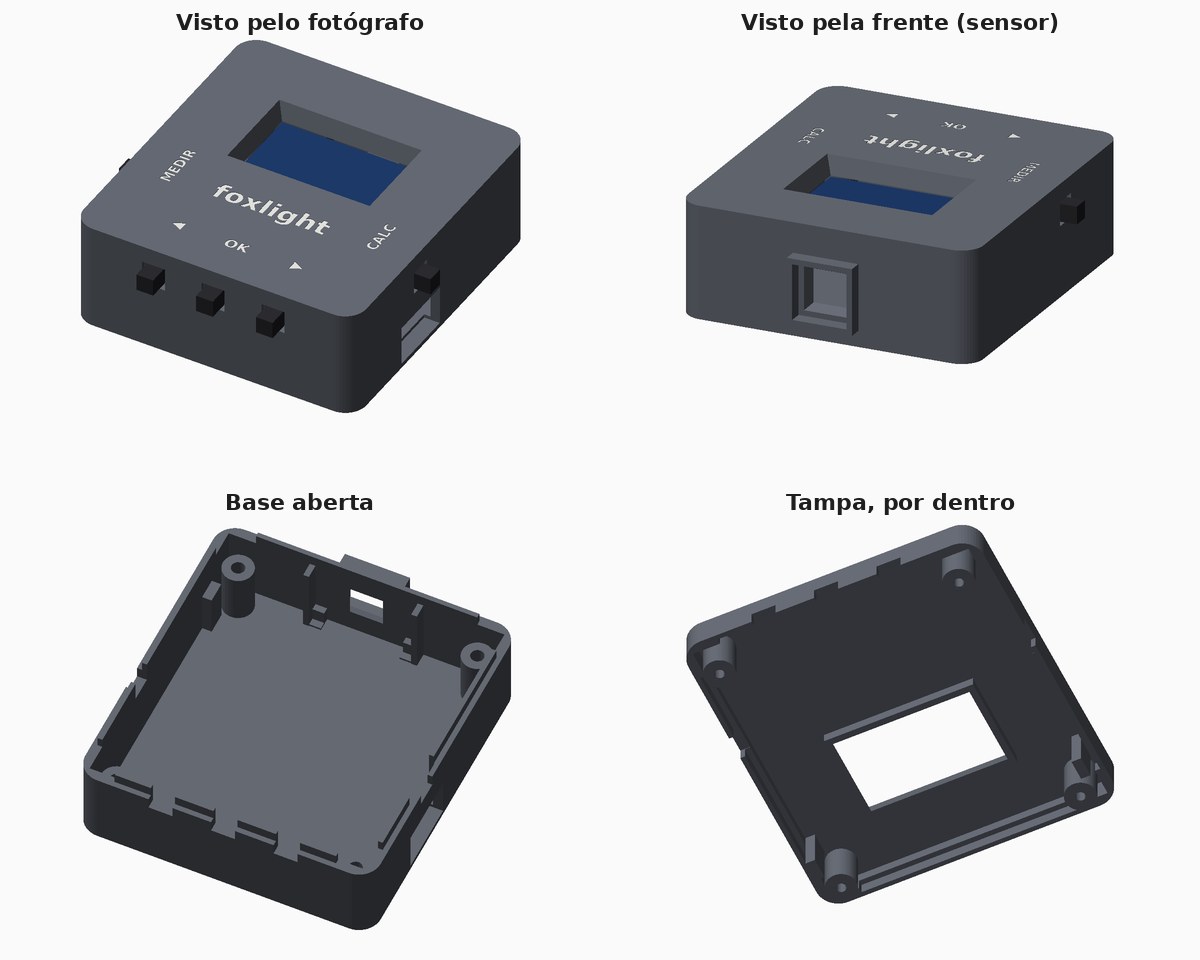 Visto pelo fotógrafo
MEDIR
foxlight
CALC
◀ OK ▶
Visto pela frente (sensor)
◀ OK ▶
CALC
foxlight
MEDIR
Base aberta
Tampa, por dentro